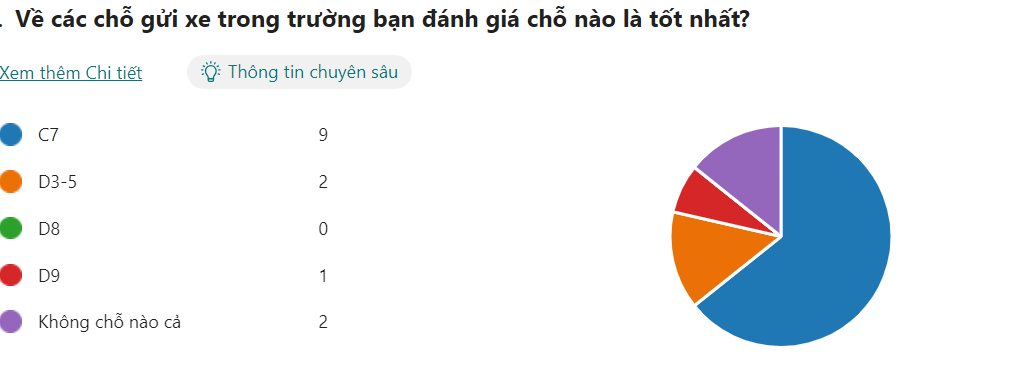 . Về các chỗ gửi xe trong trường bạn đánh giá chỗ nào là tốt nhất?
Xem thêm Chi tiết Thông tin chuyên sâu
C7 9
D3-5 2
D8 0
D9 1
Không chỗ nào cả 2